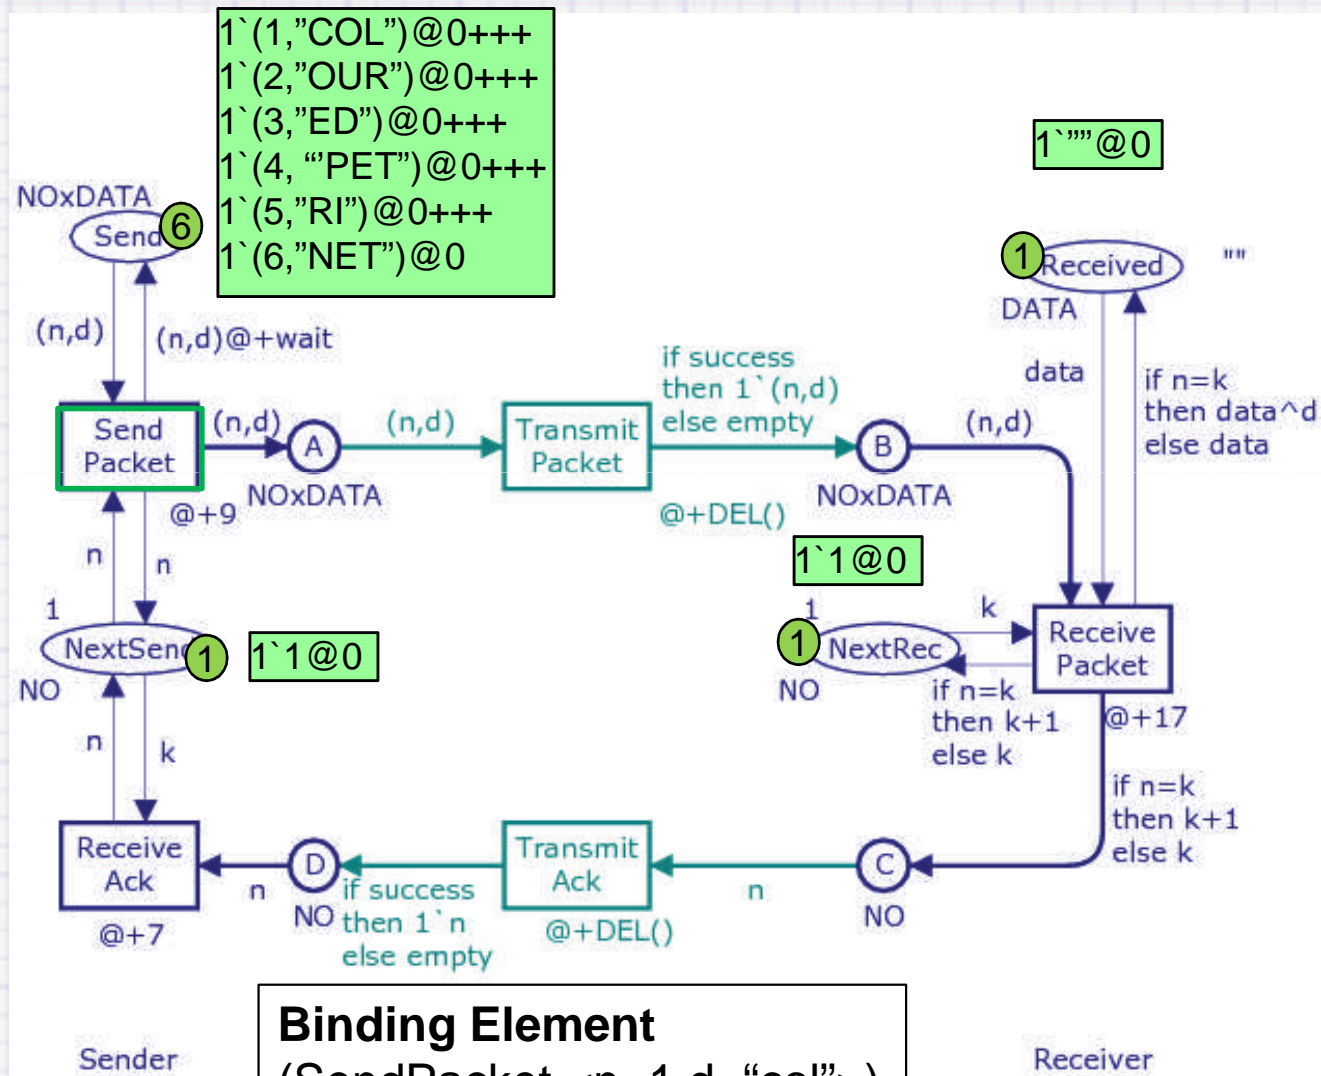 1`(1,”COL”)@0+++
1`(2,”OUR”)@0+++
1`(3,”ED”)@0+++
1`(4, “’PET”)@0+++
1`(5,”RI”)@0+++
1`(6,”NET”)@0
1`””@0
NOxDATA
Send
6
1
Received
""
DATA
(n,d)
(n,d)@+wait
if success
then 1`(n,d)
else empty
data
if n=k
then data^d
else data
Send
Packet
(n,d)
A
(n,d)
Transmit
Packet
B
(n,d)
NOxDATA
@+9
@+DEL()
NOxDATA
n
n
1`1@0
1
NextSend
1
1`1@0
NO
1
1
NextRec
NO
k
Receive
Packet
if n=k
then k+1
else k
@+17
n
k
if n=k
then k+1
else k
Receive
Ack
@+7
n
D
NO
if success
then 1`n
else empty
Transmit
Ack
@+DEL()
n
C
NO
Binding Element
Sender
Receiver